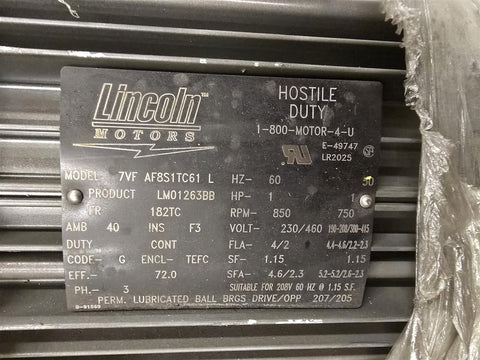 Lincoln™
MOTORS
HOSTILE
DUTY
1-800-MOTOR-4-U
E-49747
LR2025
MODEL 7VF AF8S1TC61 L HZ- 60 50
PRODUCT LM01263BB HP- 1 1
FR 182TC RPM- 850 750
AMB 40 INS F3 VOLT- 230/460 190-200/380-415
DUTY CONT FLA- 4/2 4.4-4.6/2.2-2.3
CODE- G ENCL- TEFC SF- 1.15 1.15
EFF.- 72.0 SFA- 4.6/2.3 5.2-5.2/2.6-2.3
PH.- 3 SUITABLE FOR 208V 60 HZ @ 1.15 S.F.
PERM. LUBRICATED BALL BRGS DRIVE/OPP 207/205